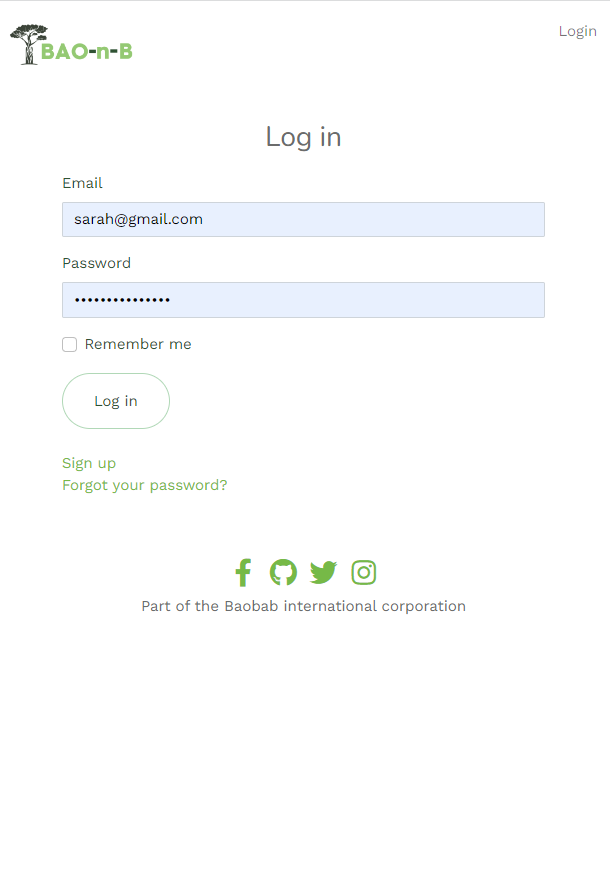 BAO-n-B
Login
Log in
Email
sarah@gmail.com
Password
•••••••••••••••
Remember me
Log in
Sign up
Forgot your password?
Part of the Baobab international corporation